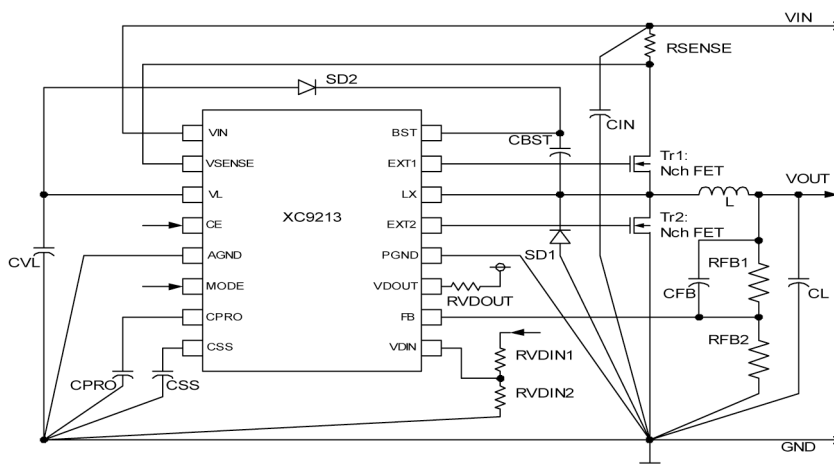 VIN
RSENSE
SD2
CIN
VIN
BST
CBST
VSENSE
EXT1
Tr1:
Nch FET
VL
LX
VOUT
XC9213
L
CE
EXT2
Tr2:
Nch FET
CVL
AGND
PGND
SD1
MODE
VDOUT
RVDOUT
CFB
RFB1
CL
CPRO
FB
CSS
VDIN
RVDIN1
RFB2
CPRO
CSS
RVDIN2
GND